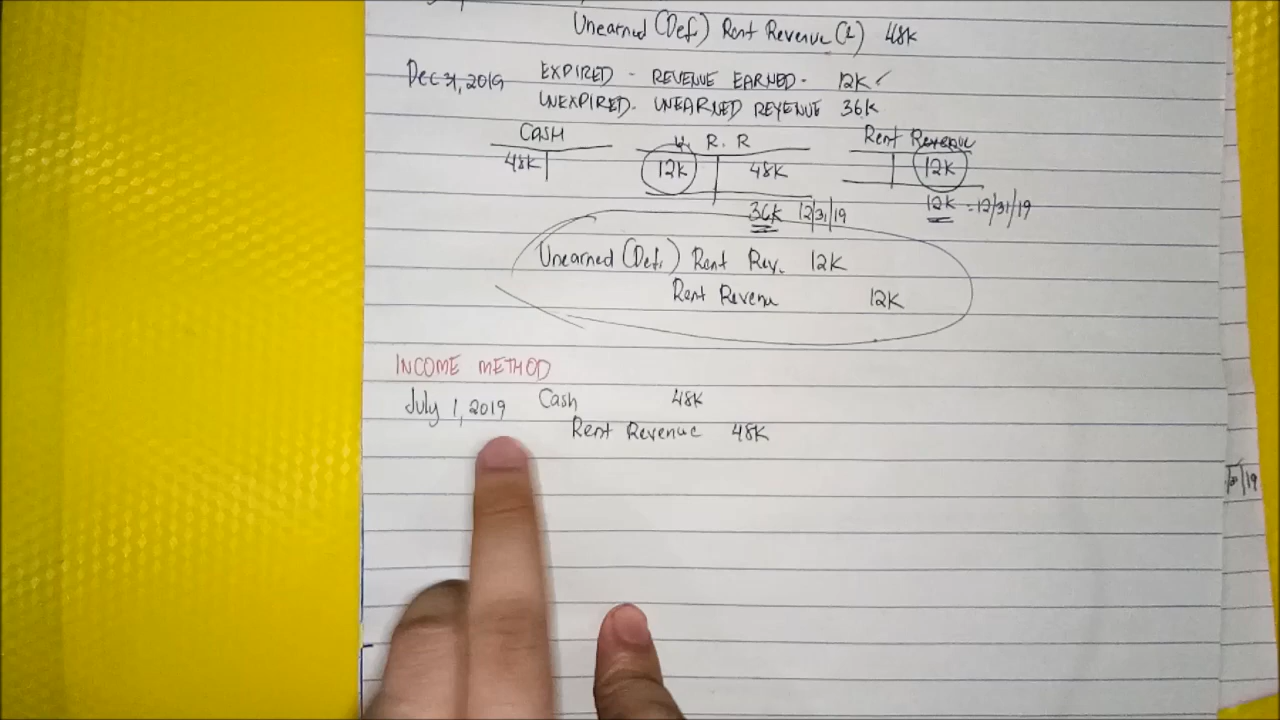 Unearned (Def.) Rent Revenue (L) 48K
Dec 31, 2019 EXPIRED - REVENUE EARNED - 12K ✓
UNEXPIRED - UNEARNED REVENUE 36K
CASH U. R. R Rent Revenue
48K 12K 48K 12K
36K 12/31/19 12K - 12/31/19
Unearned (Def.) Rent Rev. 12K
Rent Revenu 12K
INCOME METHOD
July 1, 2019 Cash 48K
Rent Revenue 48K
/19